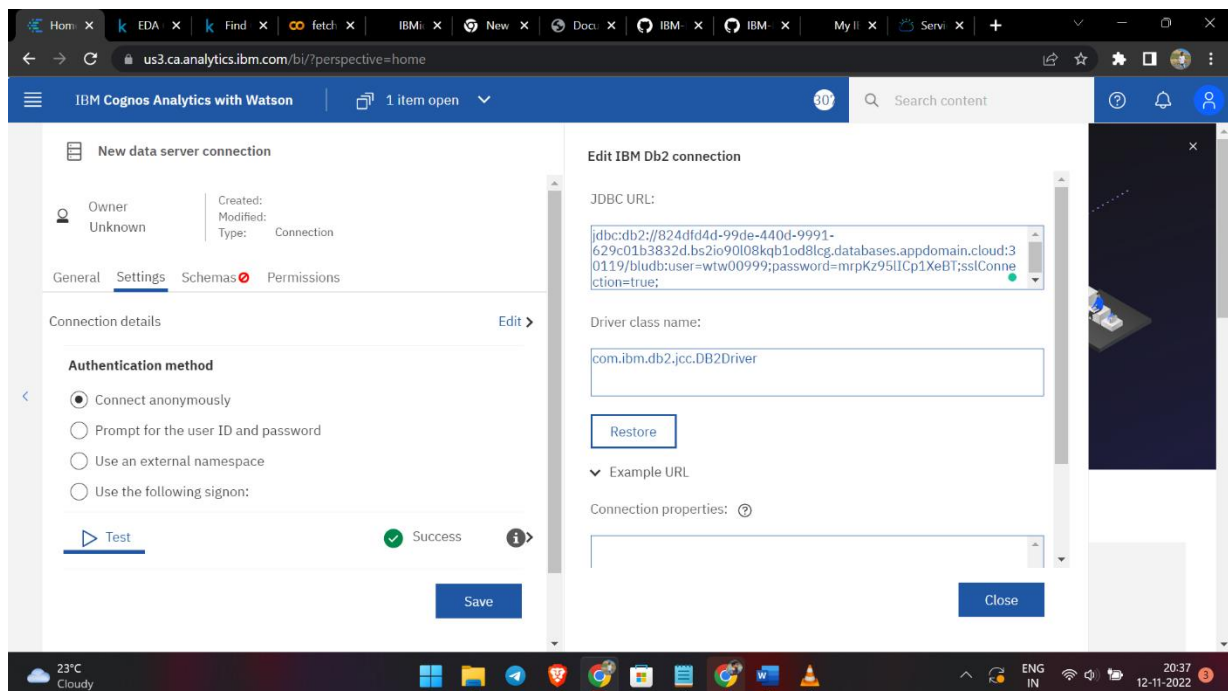 Hom
EDA
Find
fetch
IBMi
New
Docu
IBM-
IBM-
My I
Servi
us3.ca.analytics.ibm.com/bi/?perspective=home
IBM Cognos Analytics with Watson
1 item open
307
Search content
New data server connection
Owner
Unknown
Created:
Modified:
Type: Connection
General Settings Schemas Permissions
Connection details
Edit
Authentication method
Connect anonymously
Prompt for the user ID and password
Use an external namespace
Use the following signon:
Test
Success
Save
Edit IBM Db2 connection
JDBC URL:
jdbc:db2://824dfd4d-99de-440d-9991-
629c01b3832d.bs2io90l08kqb1od8lcg.databases.appdomain.cloud:3
0119/bludb:user=wtw00999;password=mrpKz95lICp1XeBT;sslConne
ction=true;
Driver class name:
com.ibm.db2.jcc.DB2Driver
Restore
Example URL
Connection properties:
Close
23°C
Cloudy
ENG
IN
20:37
12-11-2022
3